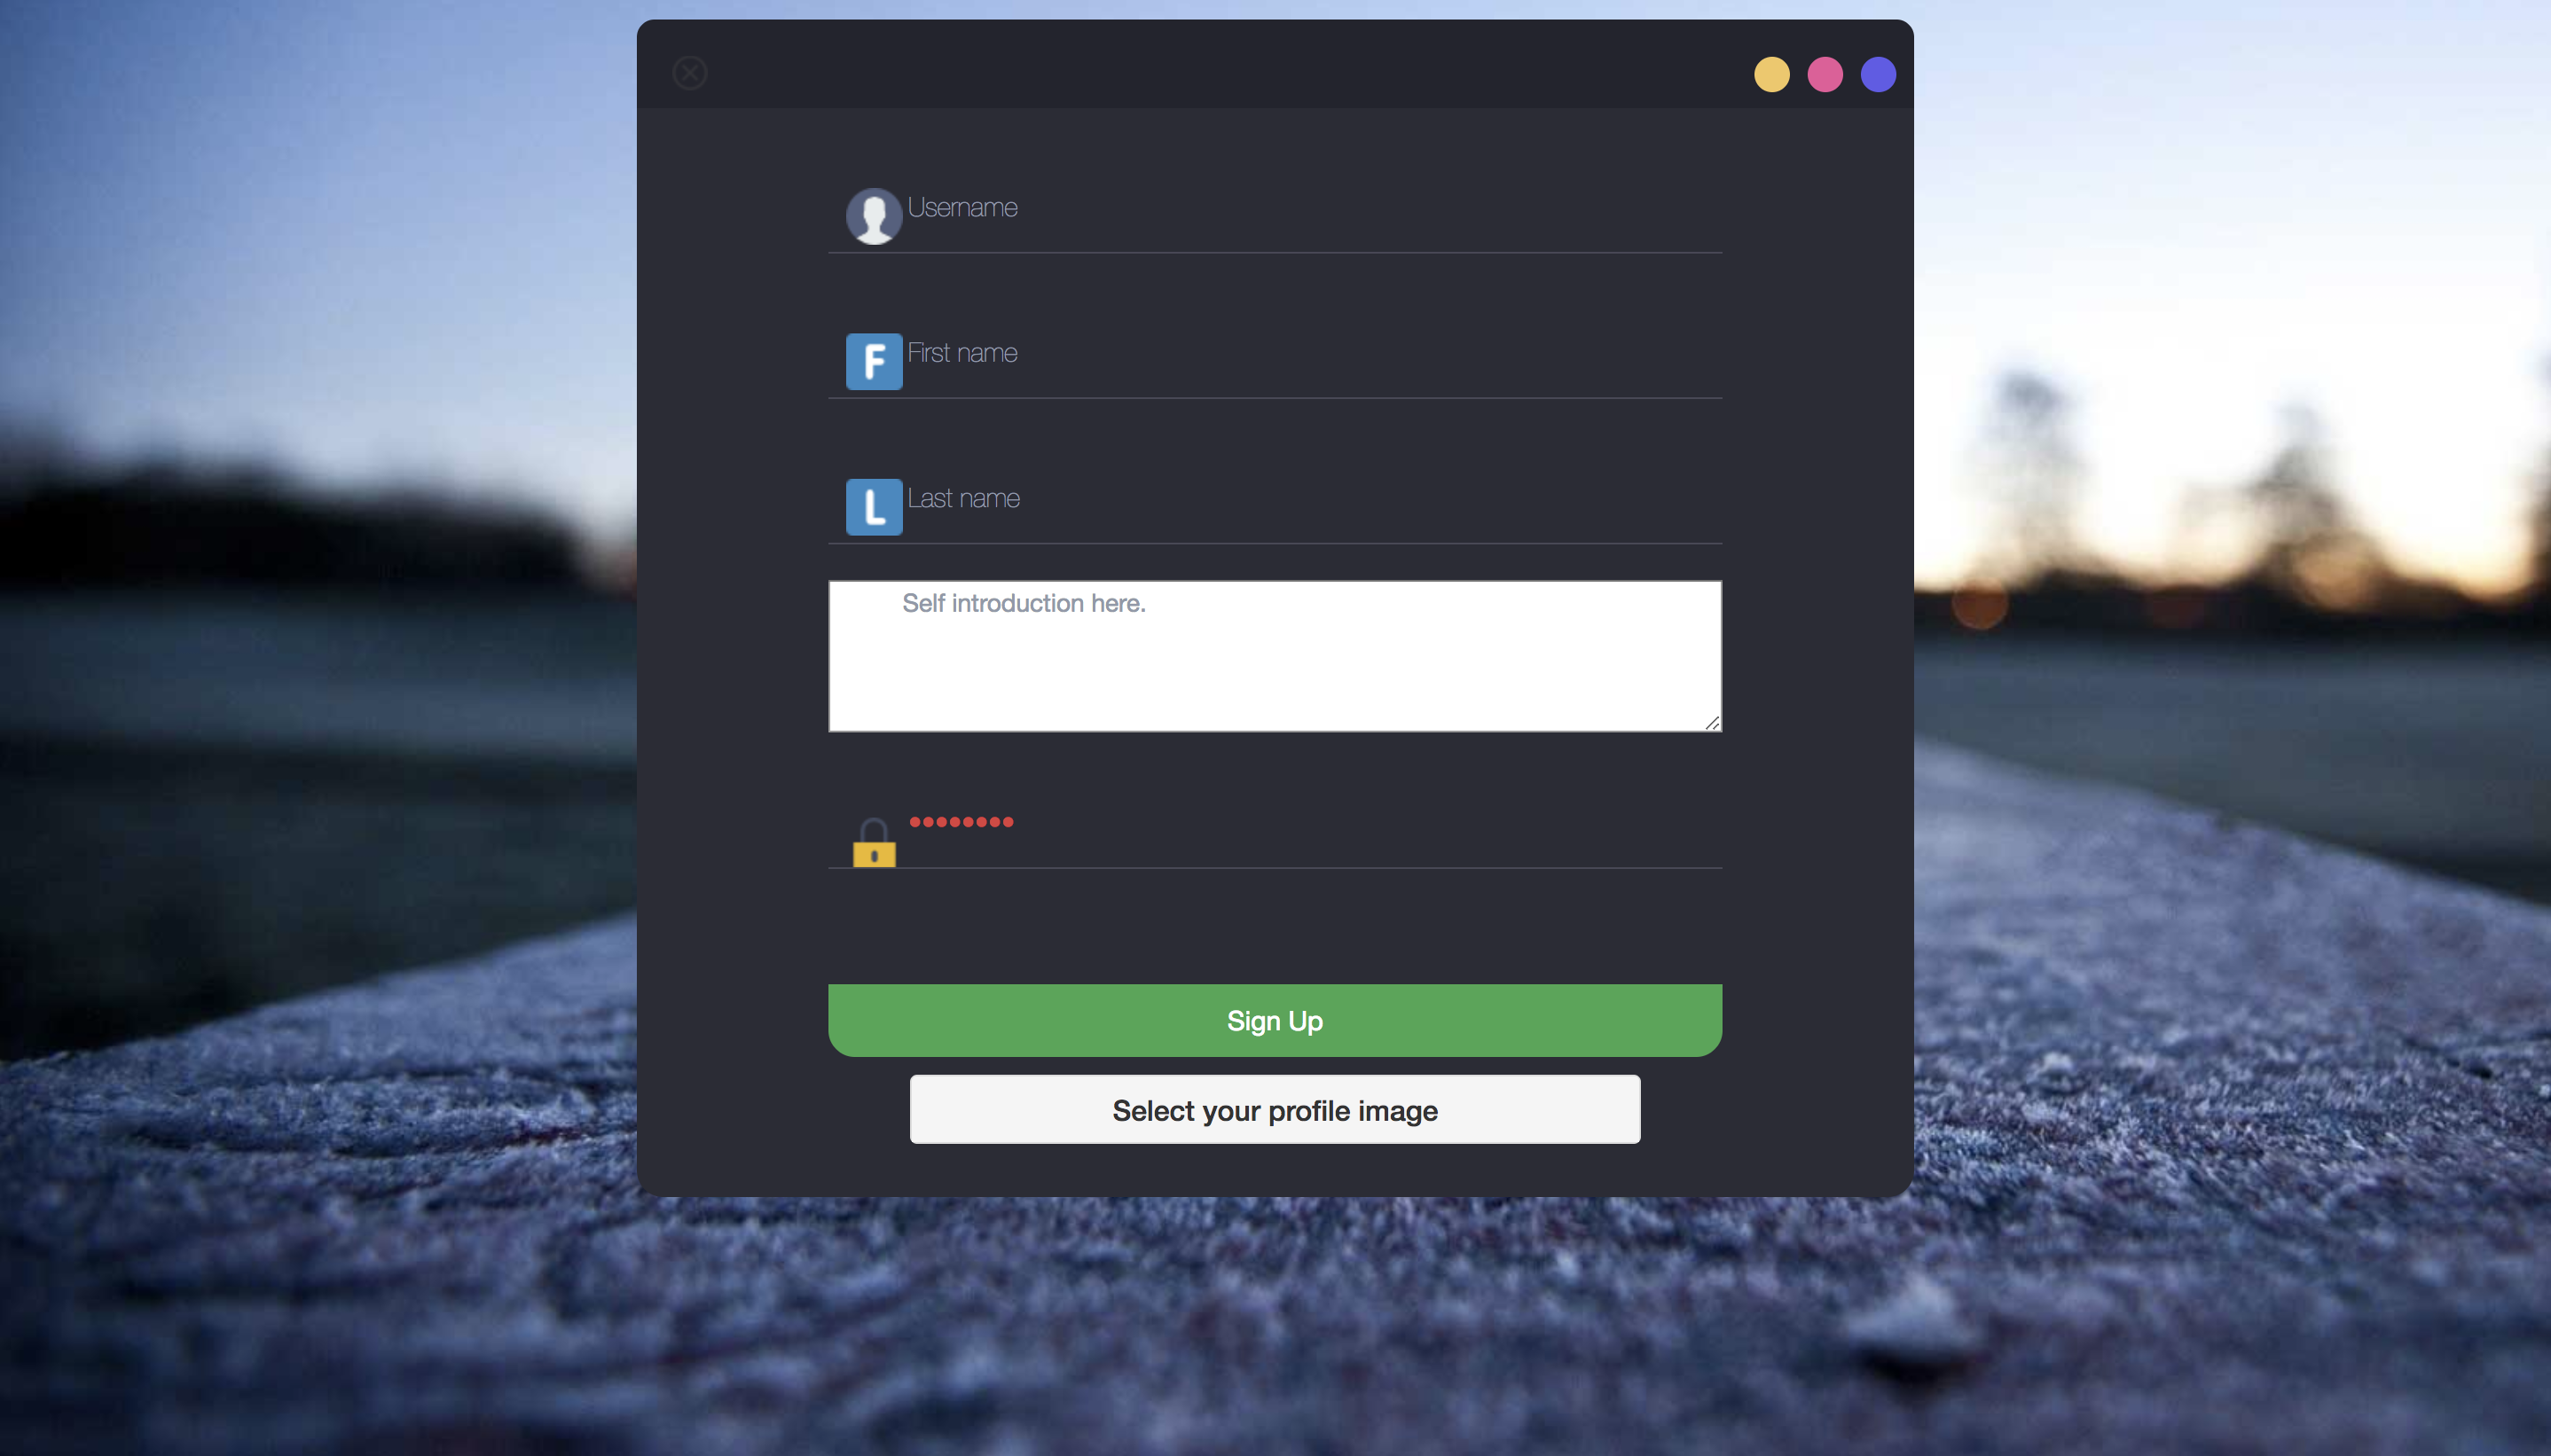 Username
F First name
L Last name
Self introduction here.
••••••••
Sign Up
Select your profile image